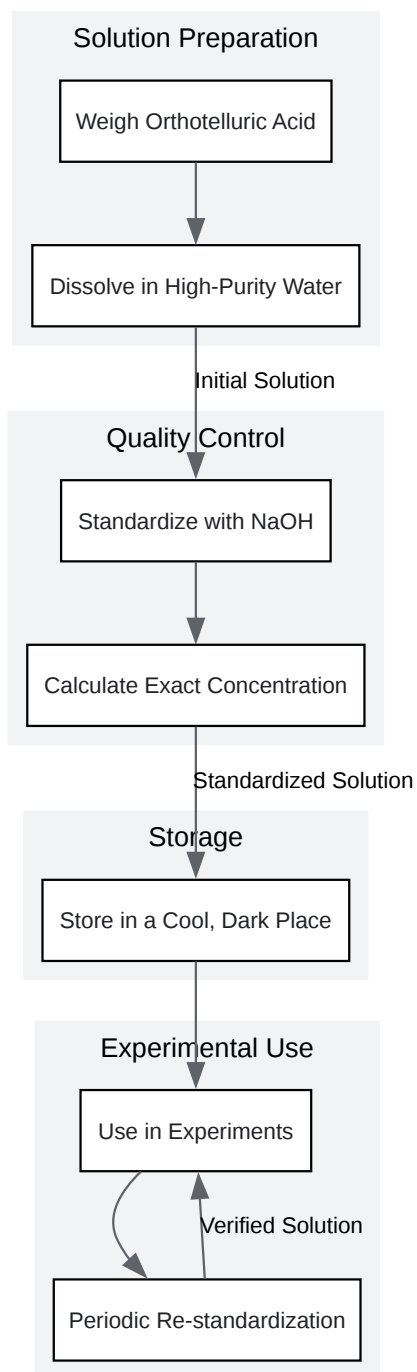 Solution Preparation
Weigh Orthotelluric Acid
Dissolve in High-Purity Water
Initial Solution
Quality Control
Standardize with NaOH
Calculate Exact Concentration
Standardized Solution
Storage
Store in a Cool, Dark Place
Experimental Use
Use in Experiments
Verified Solution
Periodic Re-standardization